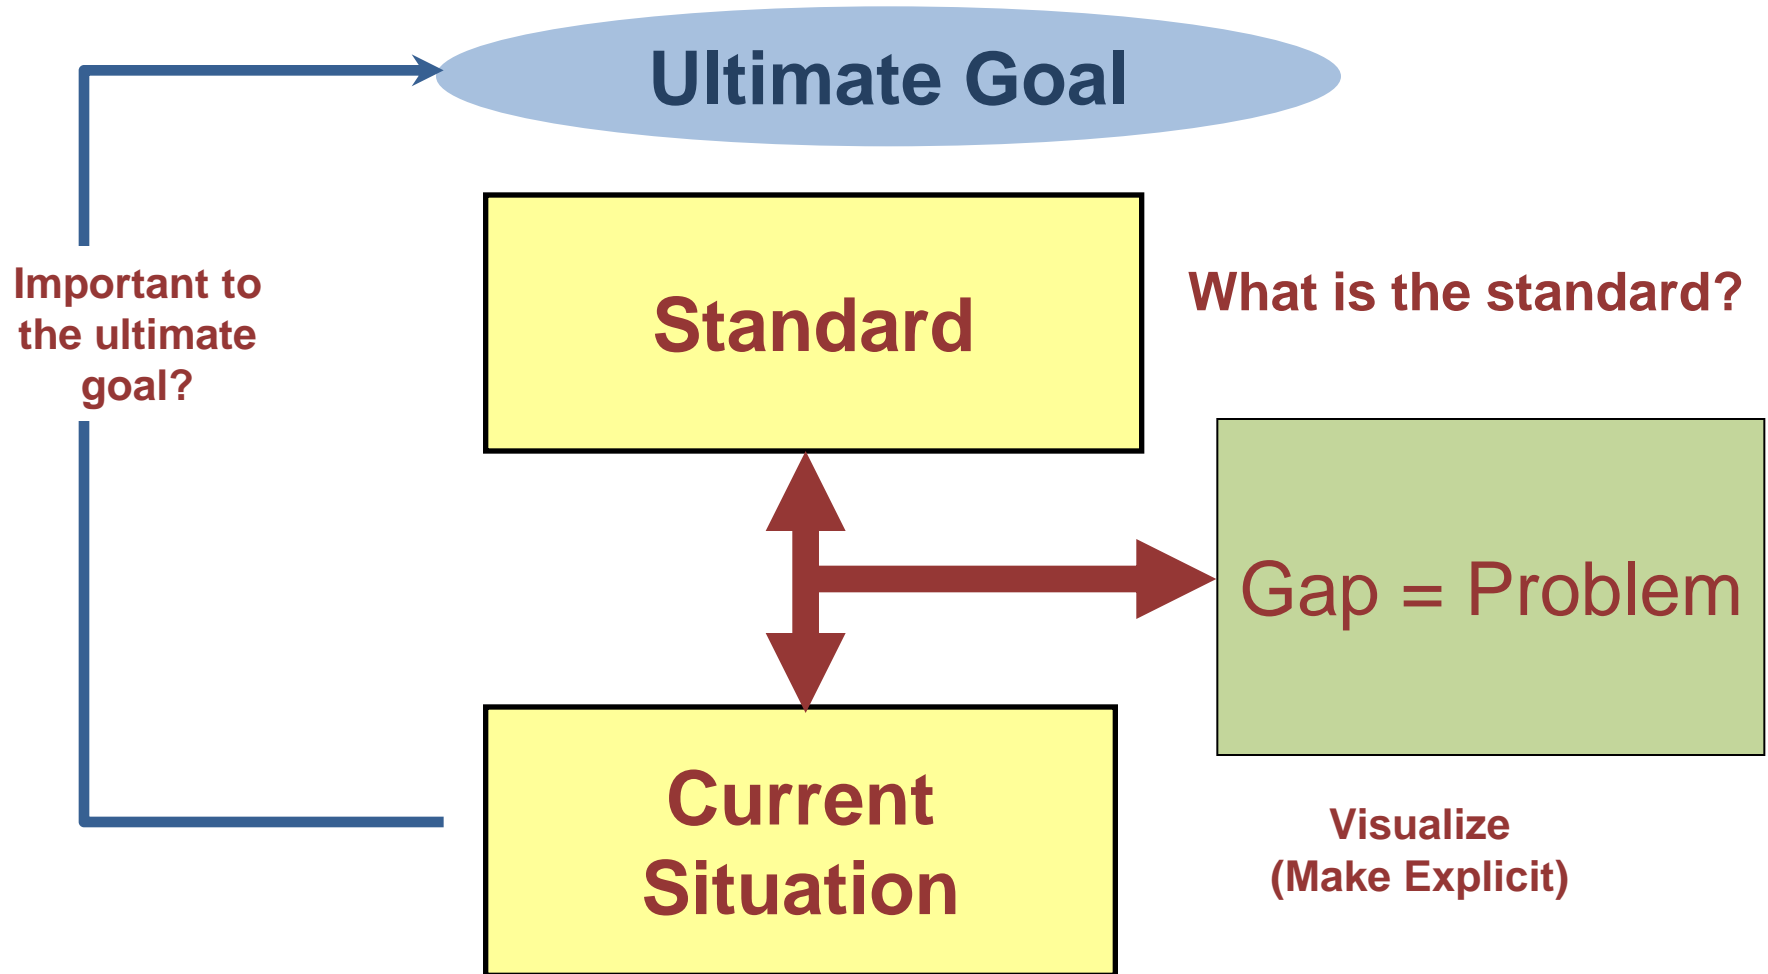 Ultimate Goal
Important to
the ultimate
goal?
Standard
What is the standard?
Gap = Problem
Current
Situation
Visualize
(Make Explicit)